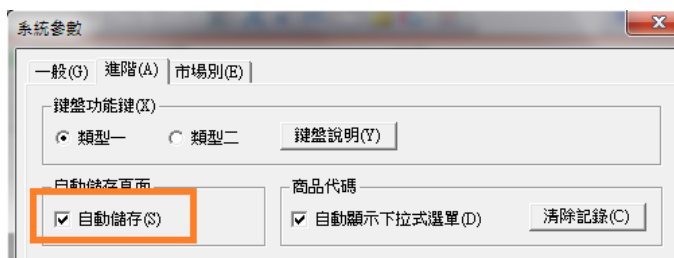 系統參數
一般(G) 進階(A) 市場別(E)
鍵盤功能鍵(X)
類型一 類型二 鍵盤說明(Y)
自動儲存頁面 商品代碼
自動儲存(S) 自動顯示下拉式選單(D) 清除記錄(C)